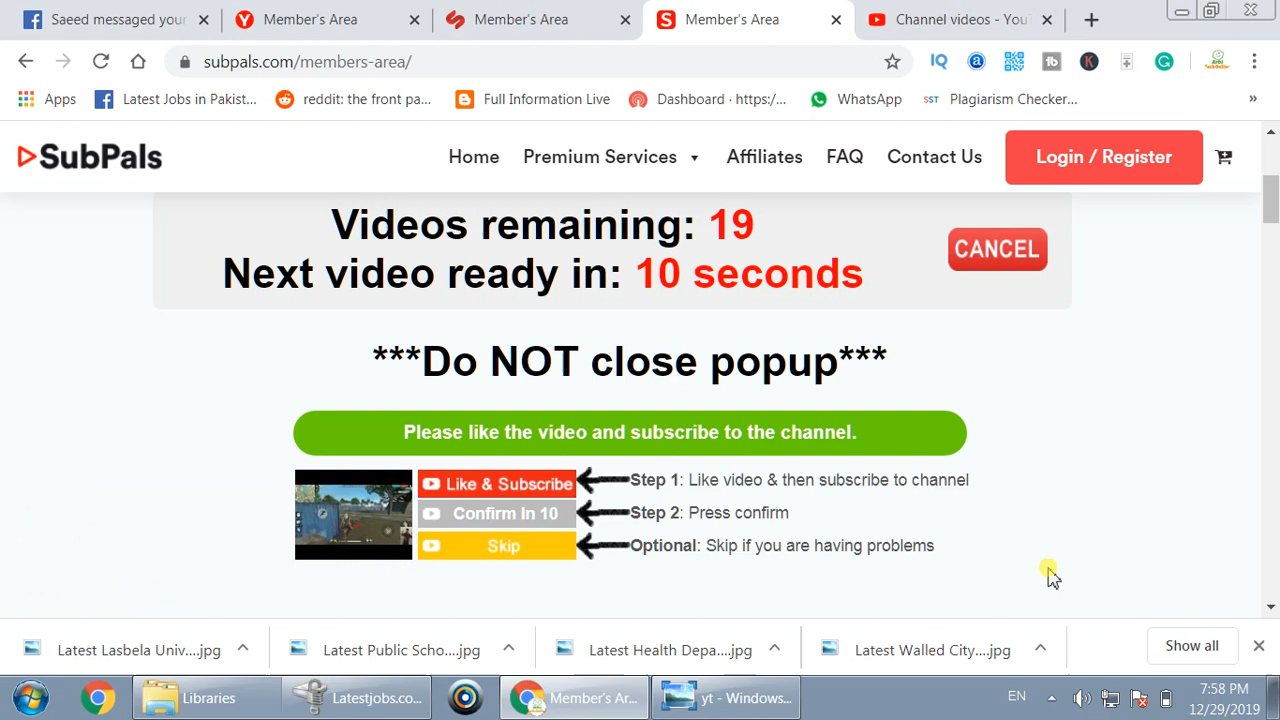 Saeed messaged your
Member's Area
Member's Area
Member's Area
Channel videos - YouT
subpals.com/members-area/
Apps
Latest Jobs in Pakist...
reddit: the front pa...
Full Information Live
Dashboard - https:/...
WhatsApp
SST Plagiarism Checker...
»
SubPals
Home
Premium Services
Affiliates
FAQ
Contact Us
Login / Register
Videos remaining: 19
Next video ready in: 10 seconds
CANCEL
***Do NOT close popup***
Please like the video and subscribe to the channel.
Like & Subscribe
Step 1: Like video & then subscribe to channel
Confirm In 10
Step 2: Press confirm
Skip
Optional: Skip if you are having problems
Latest Lasbela Univ....jpg
Latest Public Scho....jpg
Latest Health Depa....jpg
Latest Walled City....jpg
Show all
Libraries
Latestjobs.co...
Member's Ar...
yt - Windows...
EN
7:58 PM
12/29/2019